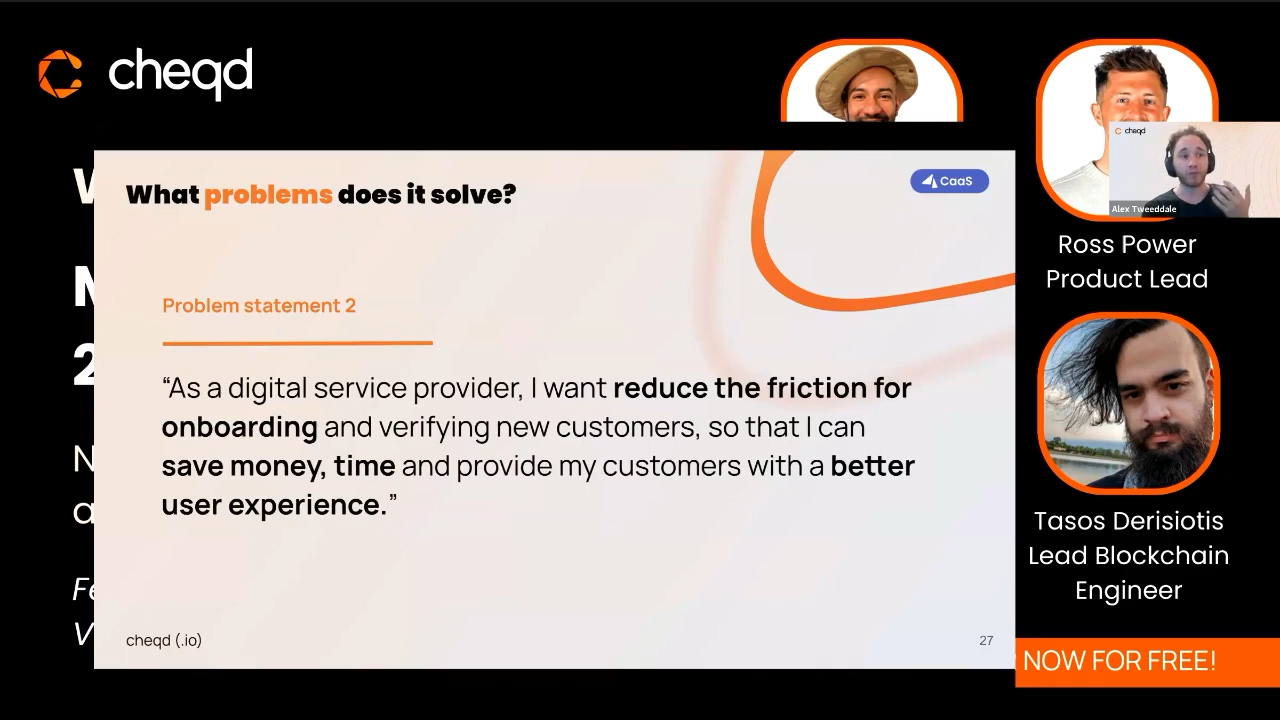 cheqd
What problems does it solve?
CaaS
Problem statement 2
“As a digital service provider, I want reduce the friction for
onboarding and verifying new customers, so that I can
save money, time and provide my customers with a better
user experience.”
cheqd (.io)
27
cheqd
Alex Tweeddale
Ross Power
Product Lead
Tasos Derisiotis
Lead Blockchain
Engineer
NOW FOR FREE!